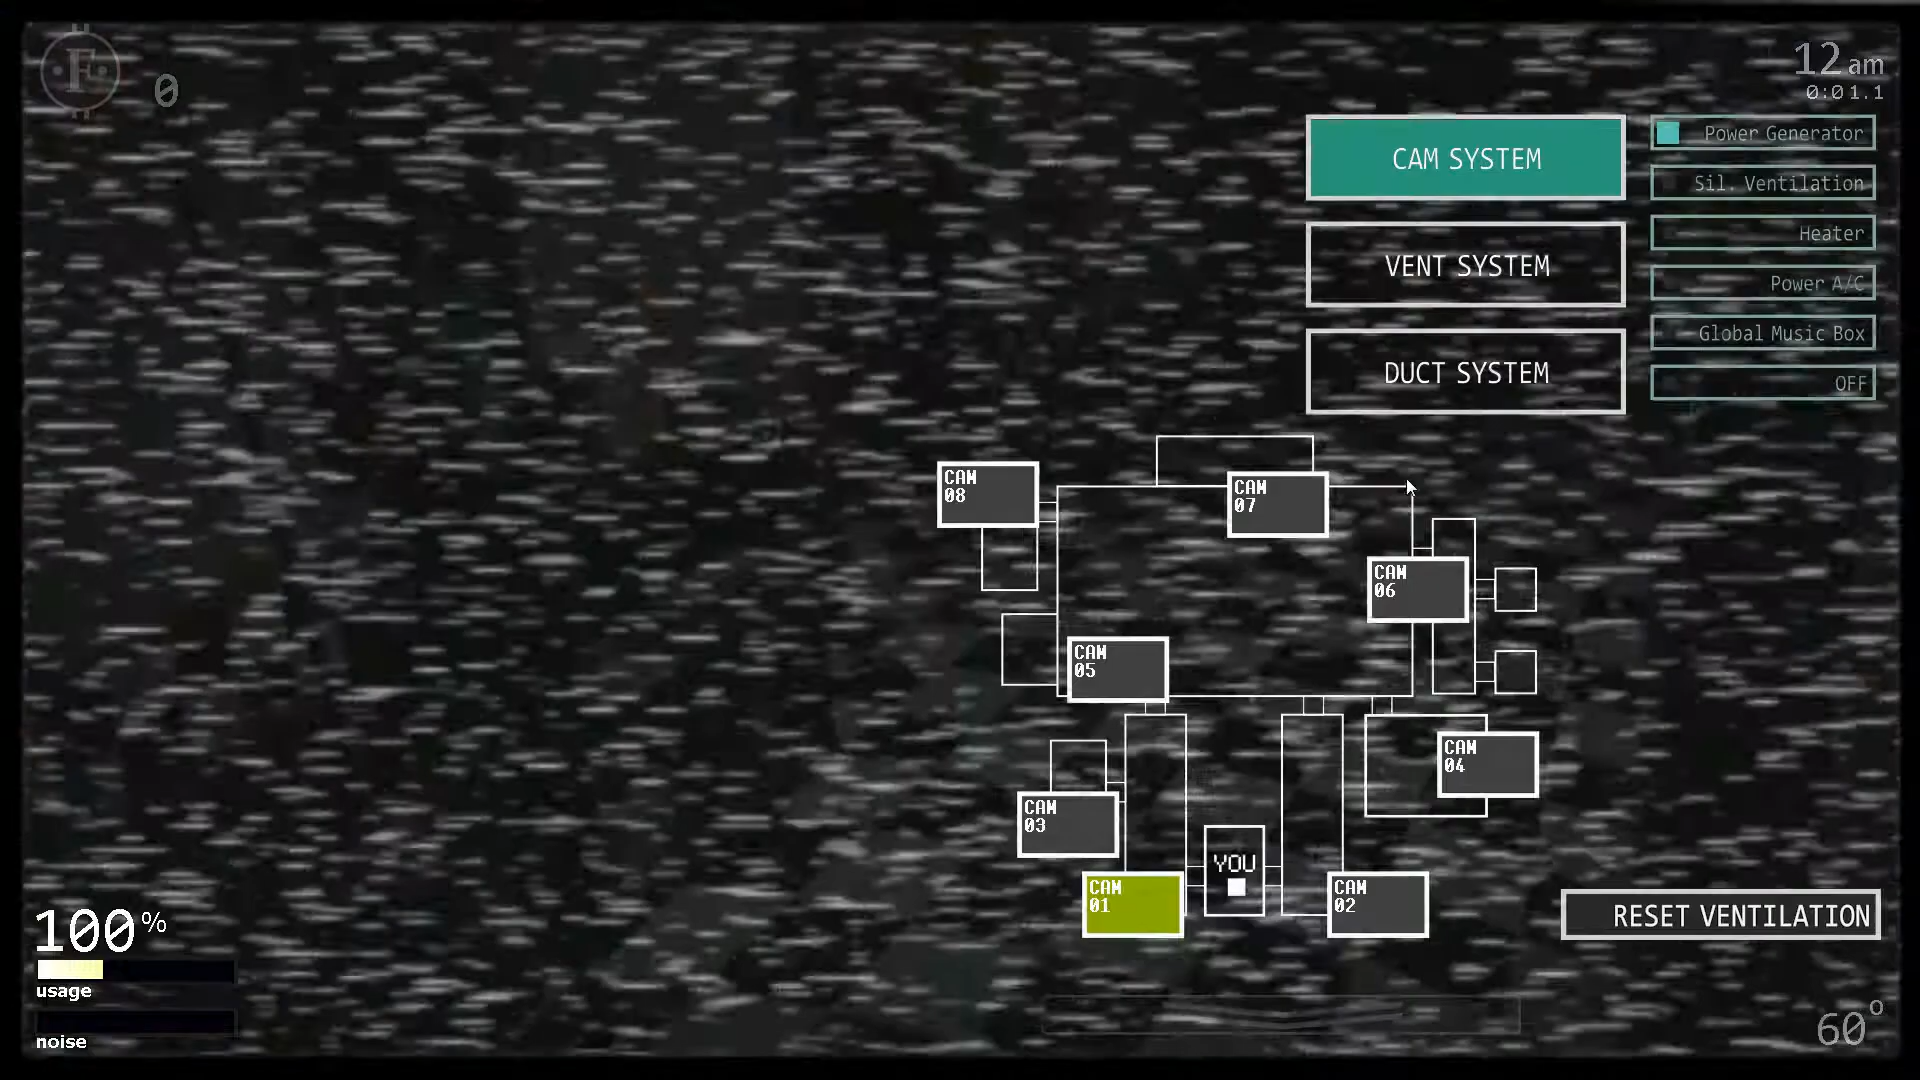 F
0
12 am
0:01.1
CAM SYSTEM
VENT SYSTEM
DUCT SYSTEM
Power Generator
Sil. Ventilation
Heater
Power A/C
Global Music Box
OFF
CAM
08
CAM
07
CAM
06
CAM
05
CAM
04
CAM
03
YOU
CAM
01
CAM
02
RESET VENTILATION
100%
usage
noise
60°